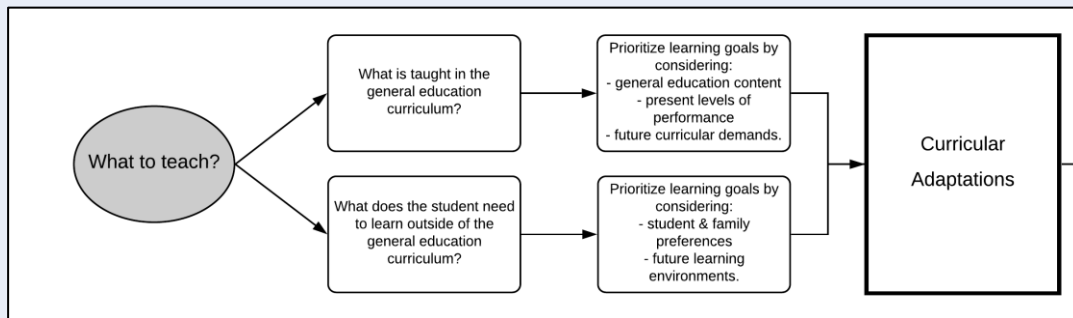 What to teach?
What is taught in the
general education
curriculum?
Prioritize learning goals by
considering:
- general education content
- present levels of
performance
- future curricular demands.
What does the student need
to learn outside of the
general education
curriculum?
Prioritize learning goals by
considering:
- student & family
preferences
- future learning
environments.
Curricular
Adaptations